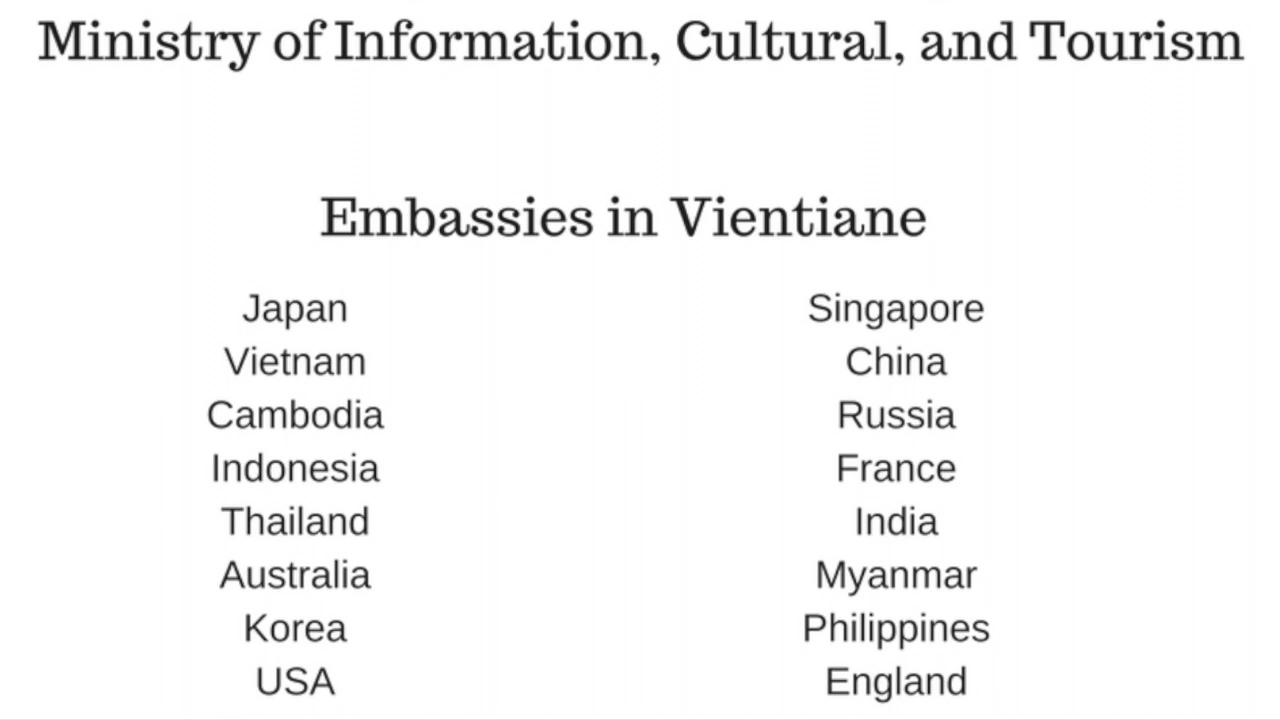 Ministry of Information, Cultural, and Tourism
Embassies in Vientiane
Japan
Vietnam
Cambodia
Indonesia
Thailand
Australia
Korea
USA
Singapore
China
Russia
France
India
Myanmar
Philippines
England